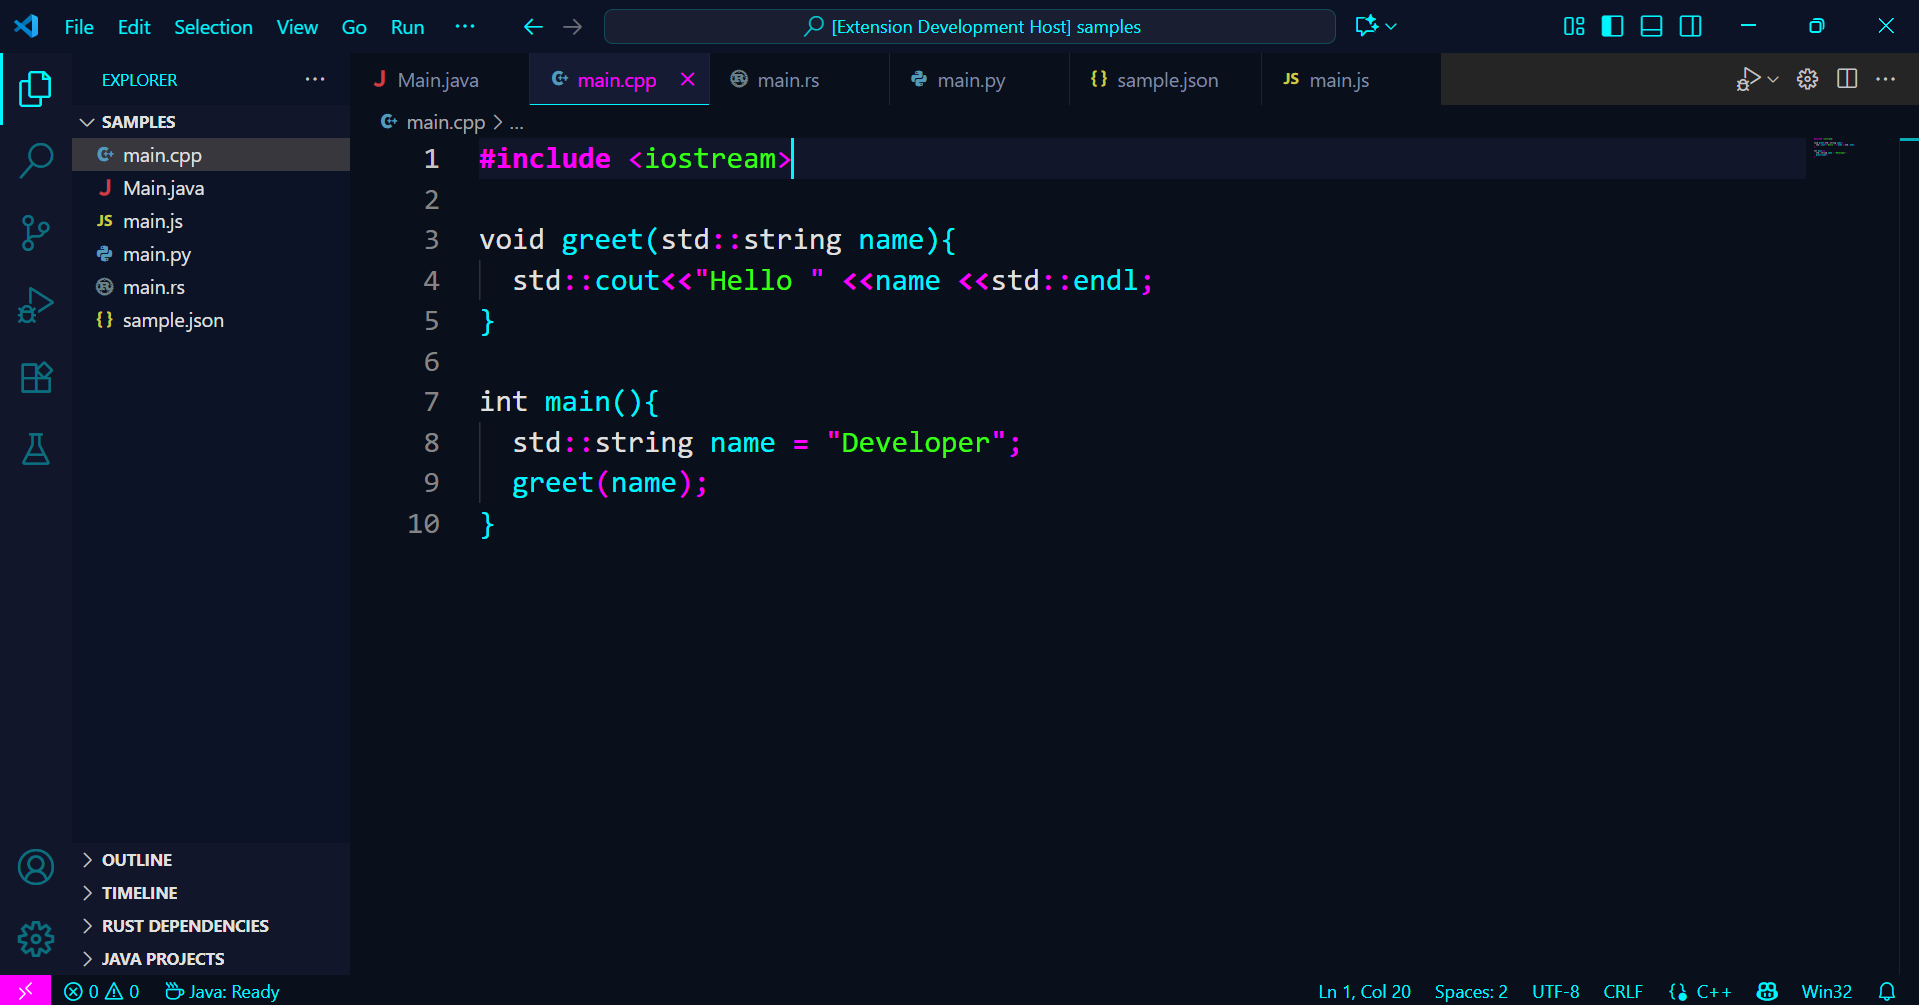 File Edit Selection View Go Run ··· [Extension Development Host] samples
EXPLORER ···
SAMPLES
main.cpp
Main.java
JS main.js
main.py
main.rs
{} sample.json
OUTLINE
TIMELINE
RUST DEPENDENCIES
JAVA PROJECTS
J Main.java main.cpp main.rs main.py {} sample.json JS main.js
main.cpp > ...
1 #include <iostream>
2
3 void greet(std::string name){
4   std::cout<<"Hello " <<name <<std::endl;
5 }
6
7 int main(){
8   std::string name = "Developer";
9   greet(name);
10 }
0 0 Java: Ready Ln 1, Col 20 Spaces: 2 UTF-8 CRLF C++ Win32